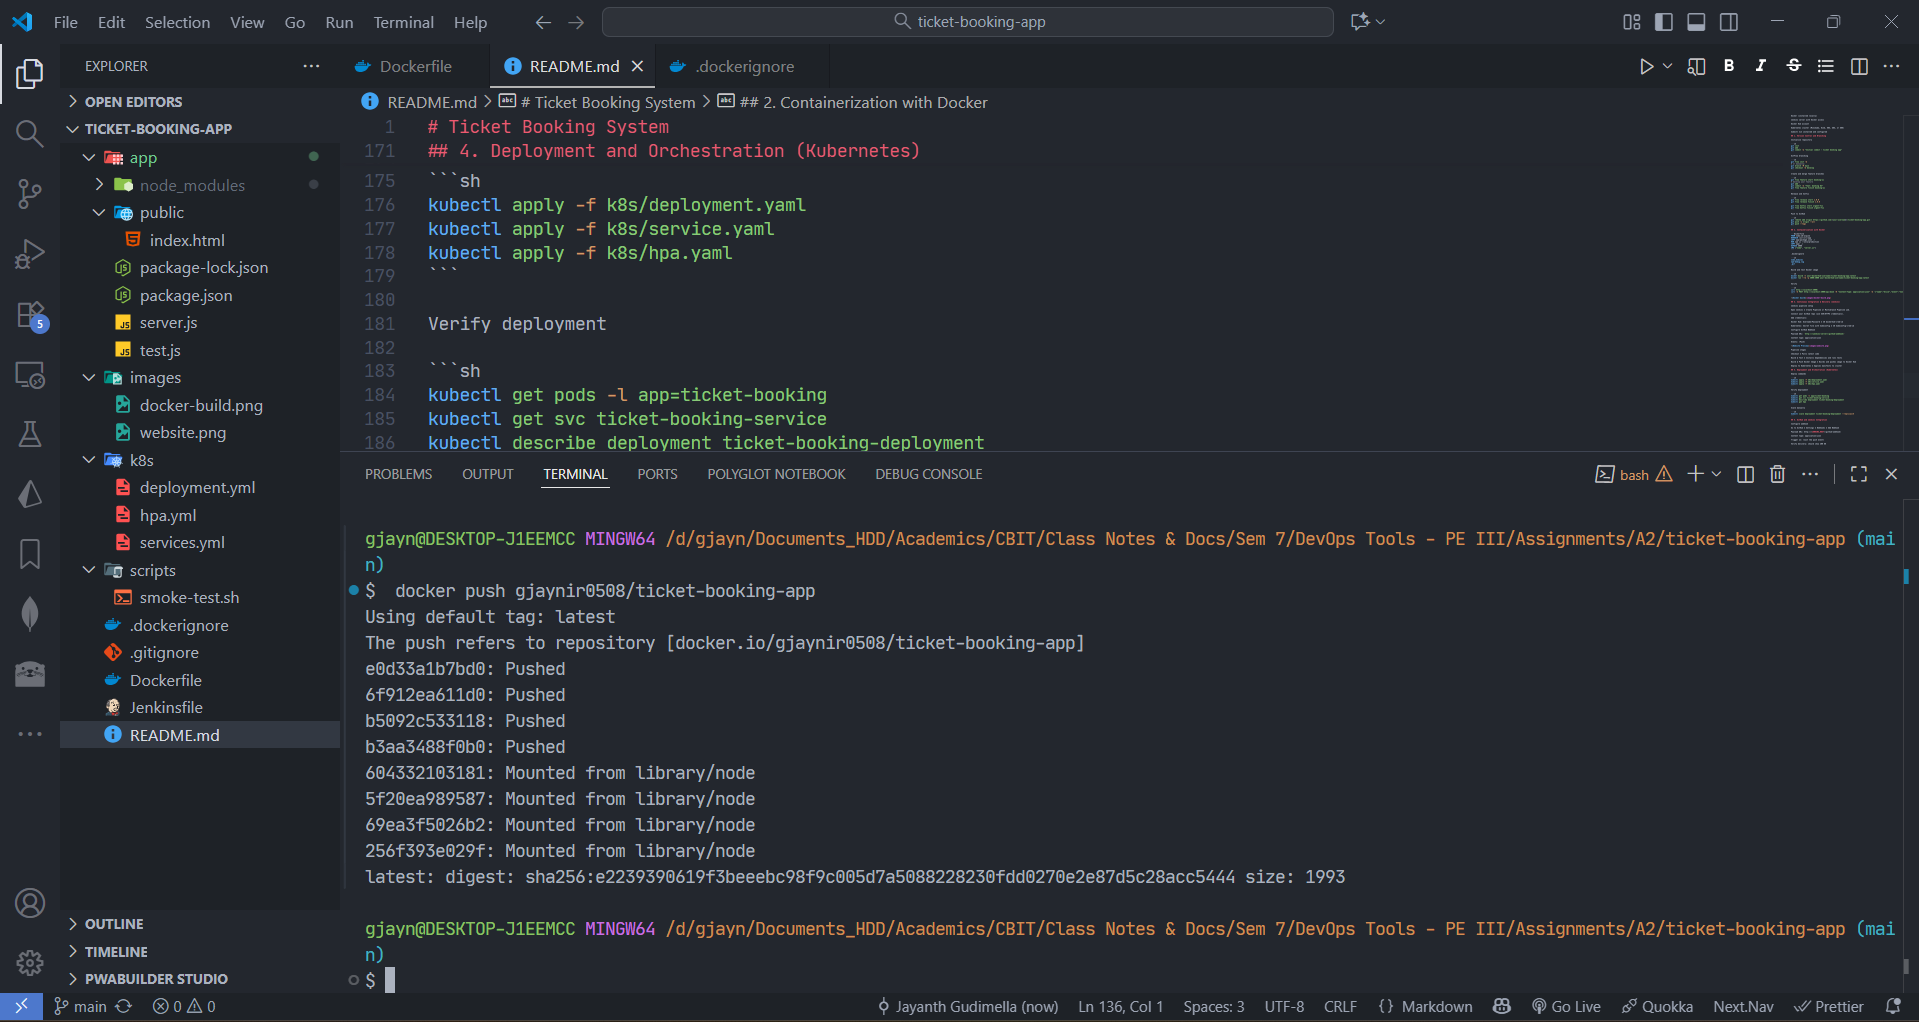 File Edit Selection View Go Run Terminal Help
ticket-booking-app
EXPLORER
OPEN EDITORS
TICKET-BOOKING-APP
app
node_modules
public
index.html
package-lock.json
package.json
server.js
test.js
images
docker-build.png
website.png
k8s
deployment.yml
hpa.yml
services.yml
scripts
smoke-test.sh
.dockerignore
.gitignore
Dockerfile
Jenkinsfile
README.md
OUTLINE
TIMELINE
PWABUILDER STUDIO
5
Dockerfile README.md .dockerignore
README.md > # Ticket Booking System > ## 2. Containerization with Docker
1 # Ticket Booking System
171 ## 4. Deployment and Orchestration (Kubernetes)
175 ```sh
176 kubectl apply -f k8s/deployment.yaml
177 kubectl apply -f k8s/service.yaml
178 kubectl apply -f k8s/hpa.yaml
179 ```
180
181 Verify deployment
182
183 ```sh
184 kubectl get pods -l app=ticket-booking
185 kubectl get svc ticket-booking-service
186 kubectl describe deployment ticket-booking-deployment
PROBLEMS OUTPUT TERMINAL PORTS POLYGLOT NOTEBOOK DEBUG CONSOLE
bash
gjayn@DESKTOP-J1EEMCC MINGW64 /d/gjayn/Documents_HDD/Academics/CBIT/Class Notes & Docs/Sem 7/DevOps Tools - PE III/Assignments/A2/ticket-booking-app (mai
n)
$ docker push gjaynir0508/ticket-booking-app
Using default tag: latest
The push refers to repository [docker.io/gjaynir0508/ticket-booking-app]
e0d33a1b7bd0: Pushed
6f912ea611d0: Pushed
b5092c533118: Pushed
b3aa3488f0b0: Pushed
604332103181: Mounted from library/node
5f20ea989587: Mounted from library/node
69ea3f5026b2: Mounted from library/node
256f393e029f: Mounted from library/node
latest: digest: sha256:e2239390619f3beeebc98f9c005d7a5088228230fdd0270e2e87d5c28acc5444 size: 1993
gjayn@DESKTOP-J1EEMCC MINGW64 /d/gjayn/Documents_HDD/Academics/CBIT/Class Notes & Docs/Sem 7/DevOps Tools - PE III/Assignments/A2/ticket-booking-app (mai
n)
$
main 0 0 Jayanth Gudimella (now) Ln 136, Col 1 Spaces: 3 UTF-8 CRLF {} Markdown Go Live Quokka Next.Nav Prettier